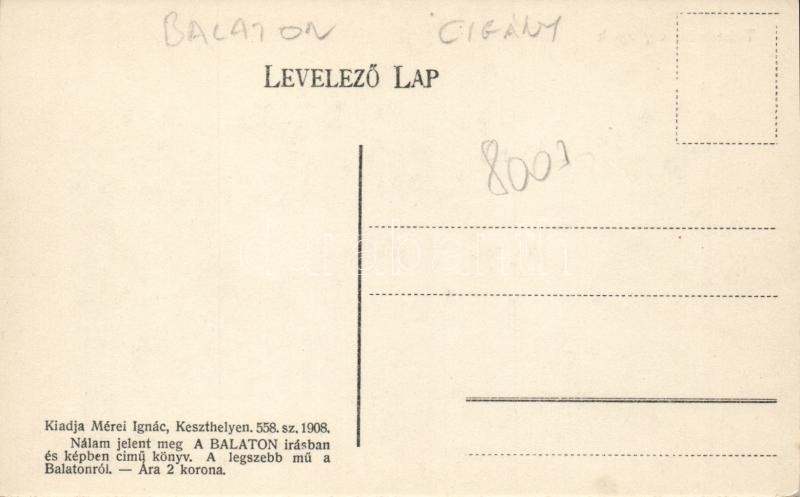 BALATON CIGÁNY
LEVELEZŐ LAP
darabanth
Kiadja Mérei Ignác, Keszthelyen. 558. sz. 1908.
Nálam jelent meg A BALATON irásban
és képben cimű könyv. A legszebb mű a
Balatonról. — Ára 2 korona.